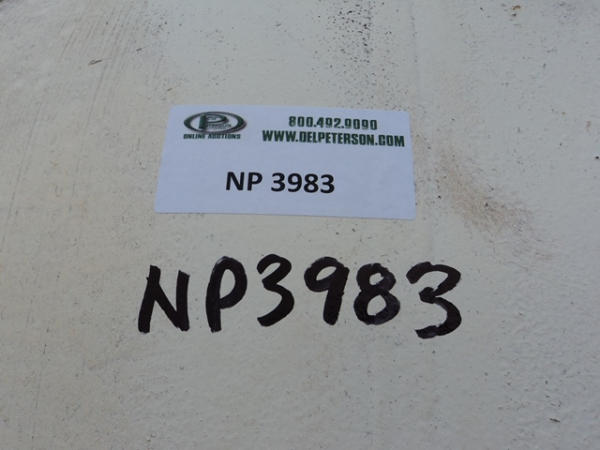 800.492.9090
WWW.DELPETERSON.COM
ONLINE AUCTIONS
NP 3983
NP3983